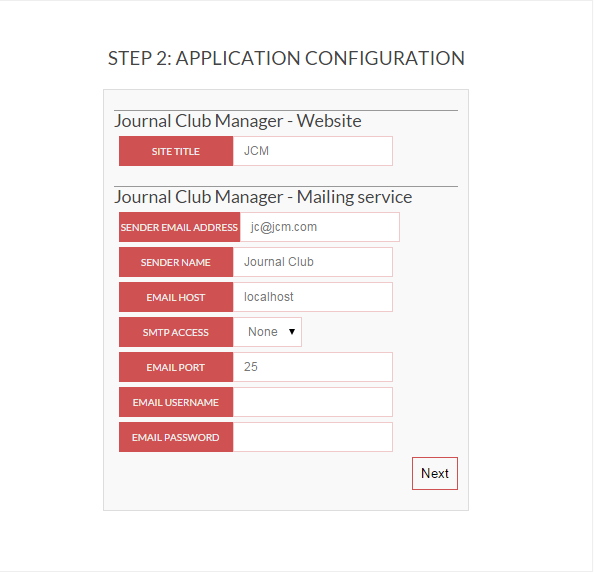 STEP 2: APPLICATION CONFIGURATION
Journal Club Manager - Website
SITE TITLE JCM
Journal Club Manager - Mailing service
SENDER EMAIL ADDRESS jc@jcm.com
SENDER NAME Journal Club
EMAIL HOST localhost
SMTP ACCESS None
EMAIL PORT 25
EMAIL USERNAME
EMAIL PASSWORD
Next